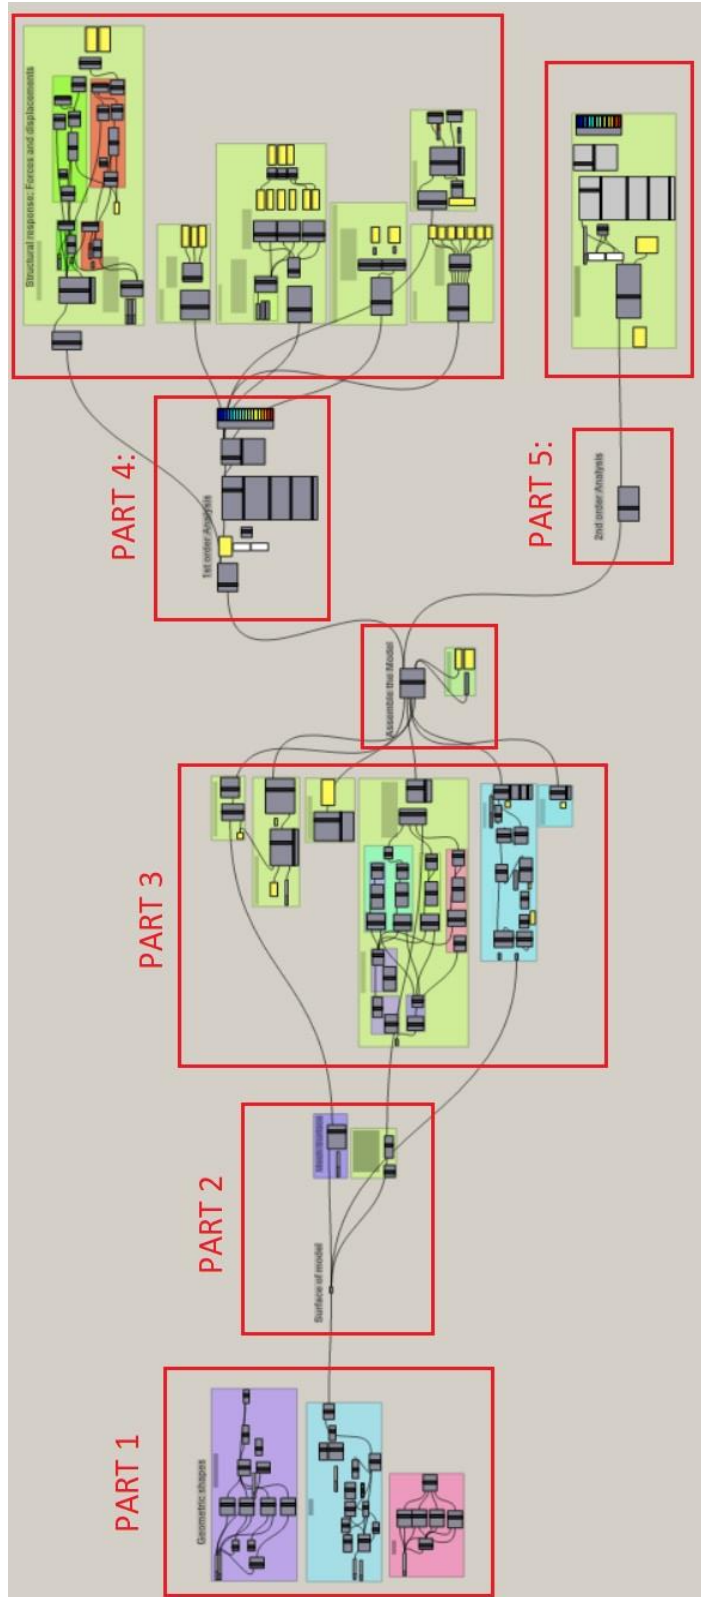 PART 1
Geometric shapes
PART 2
Surface of model
PART 3
Assemble the Model
PART 4:
1st order Analysis
Structural response: Forces and displacements
PART 5:
2nd order Analysis